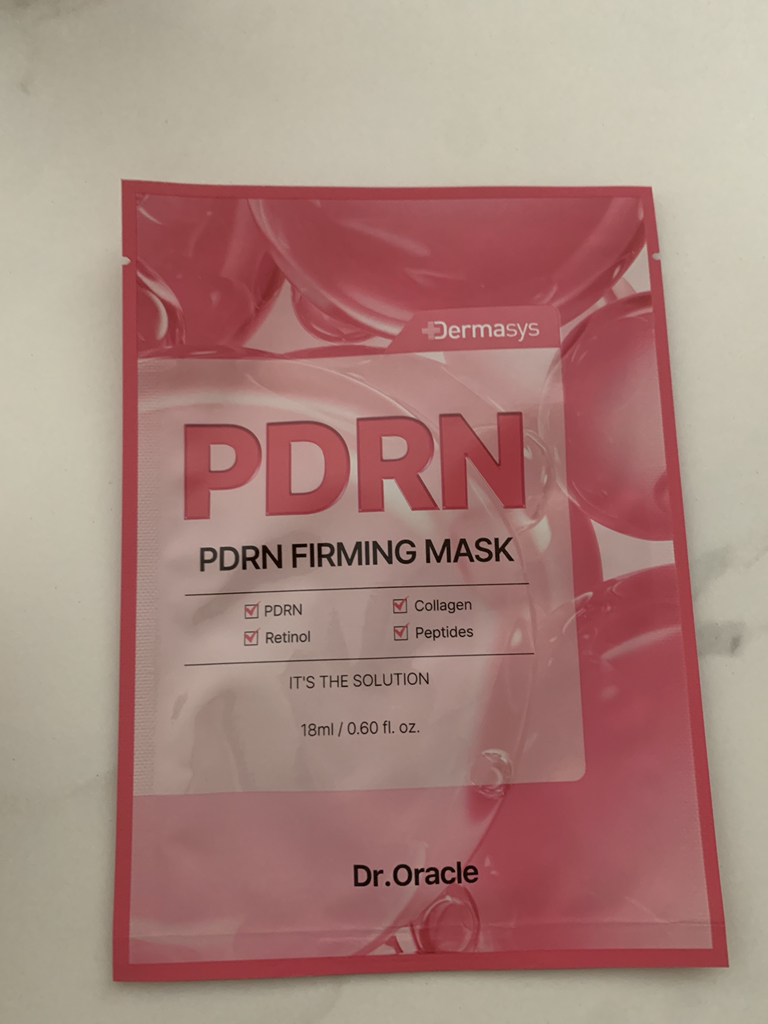 Dermasys
PDRN
PDRN FIRMING MASK
PDRN Collagen
Retinol Peptides
IT'S THE SOLUTION
18ml / 0.60 fl. oz.
Dr.Oracle